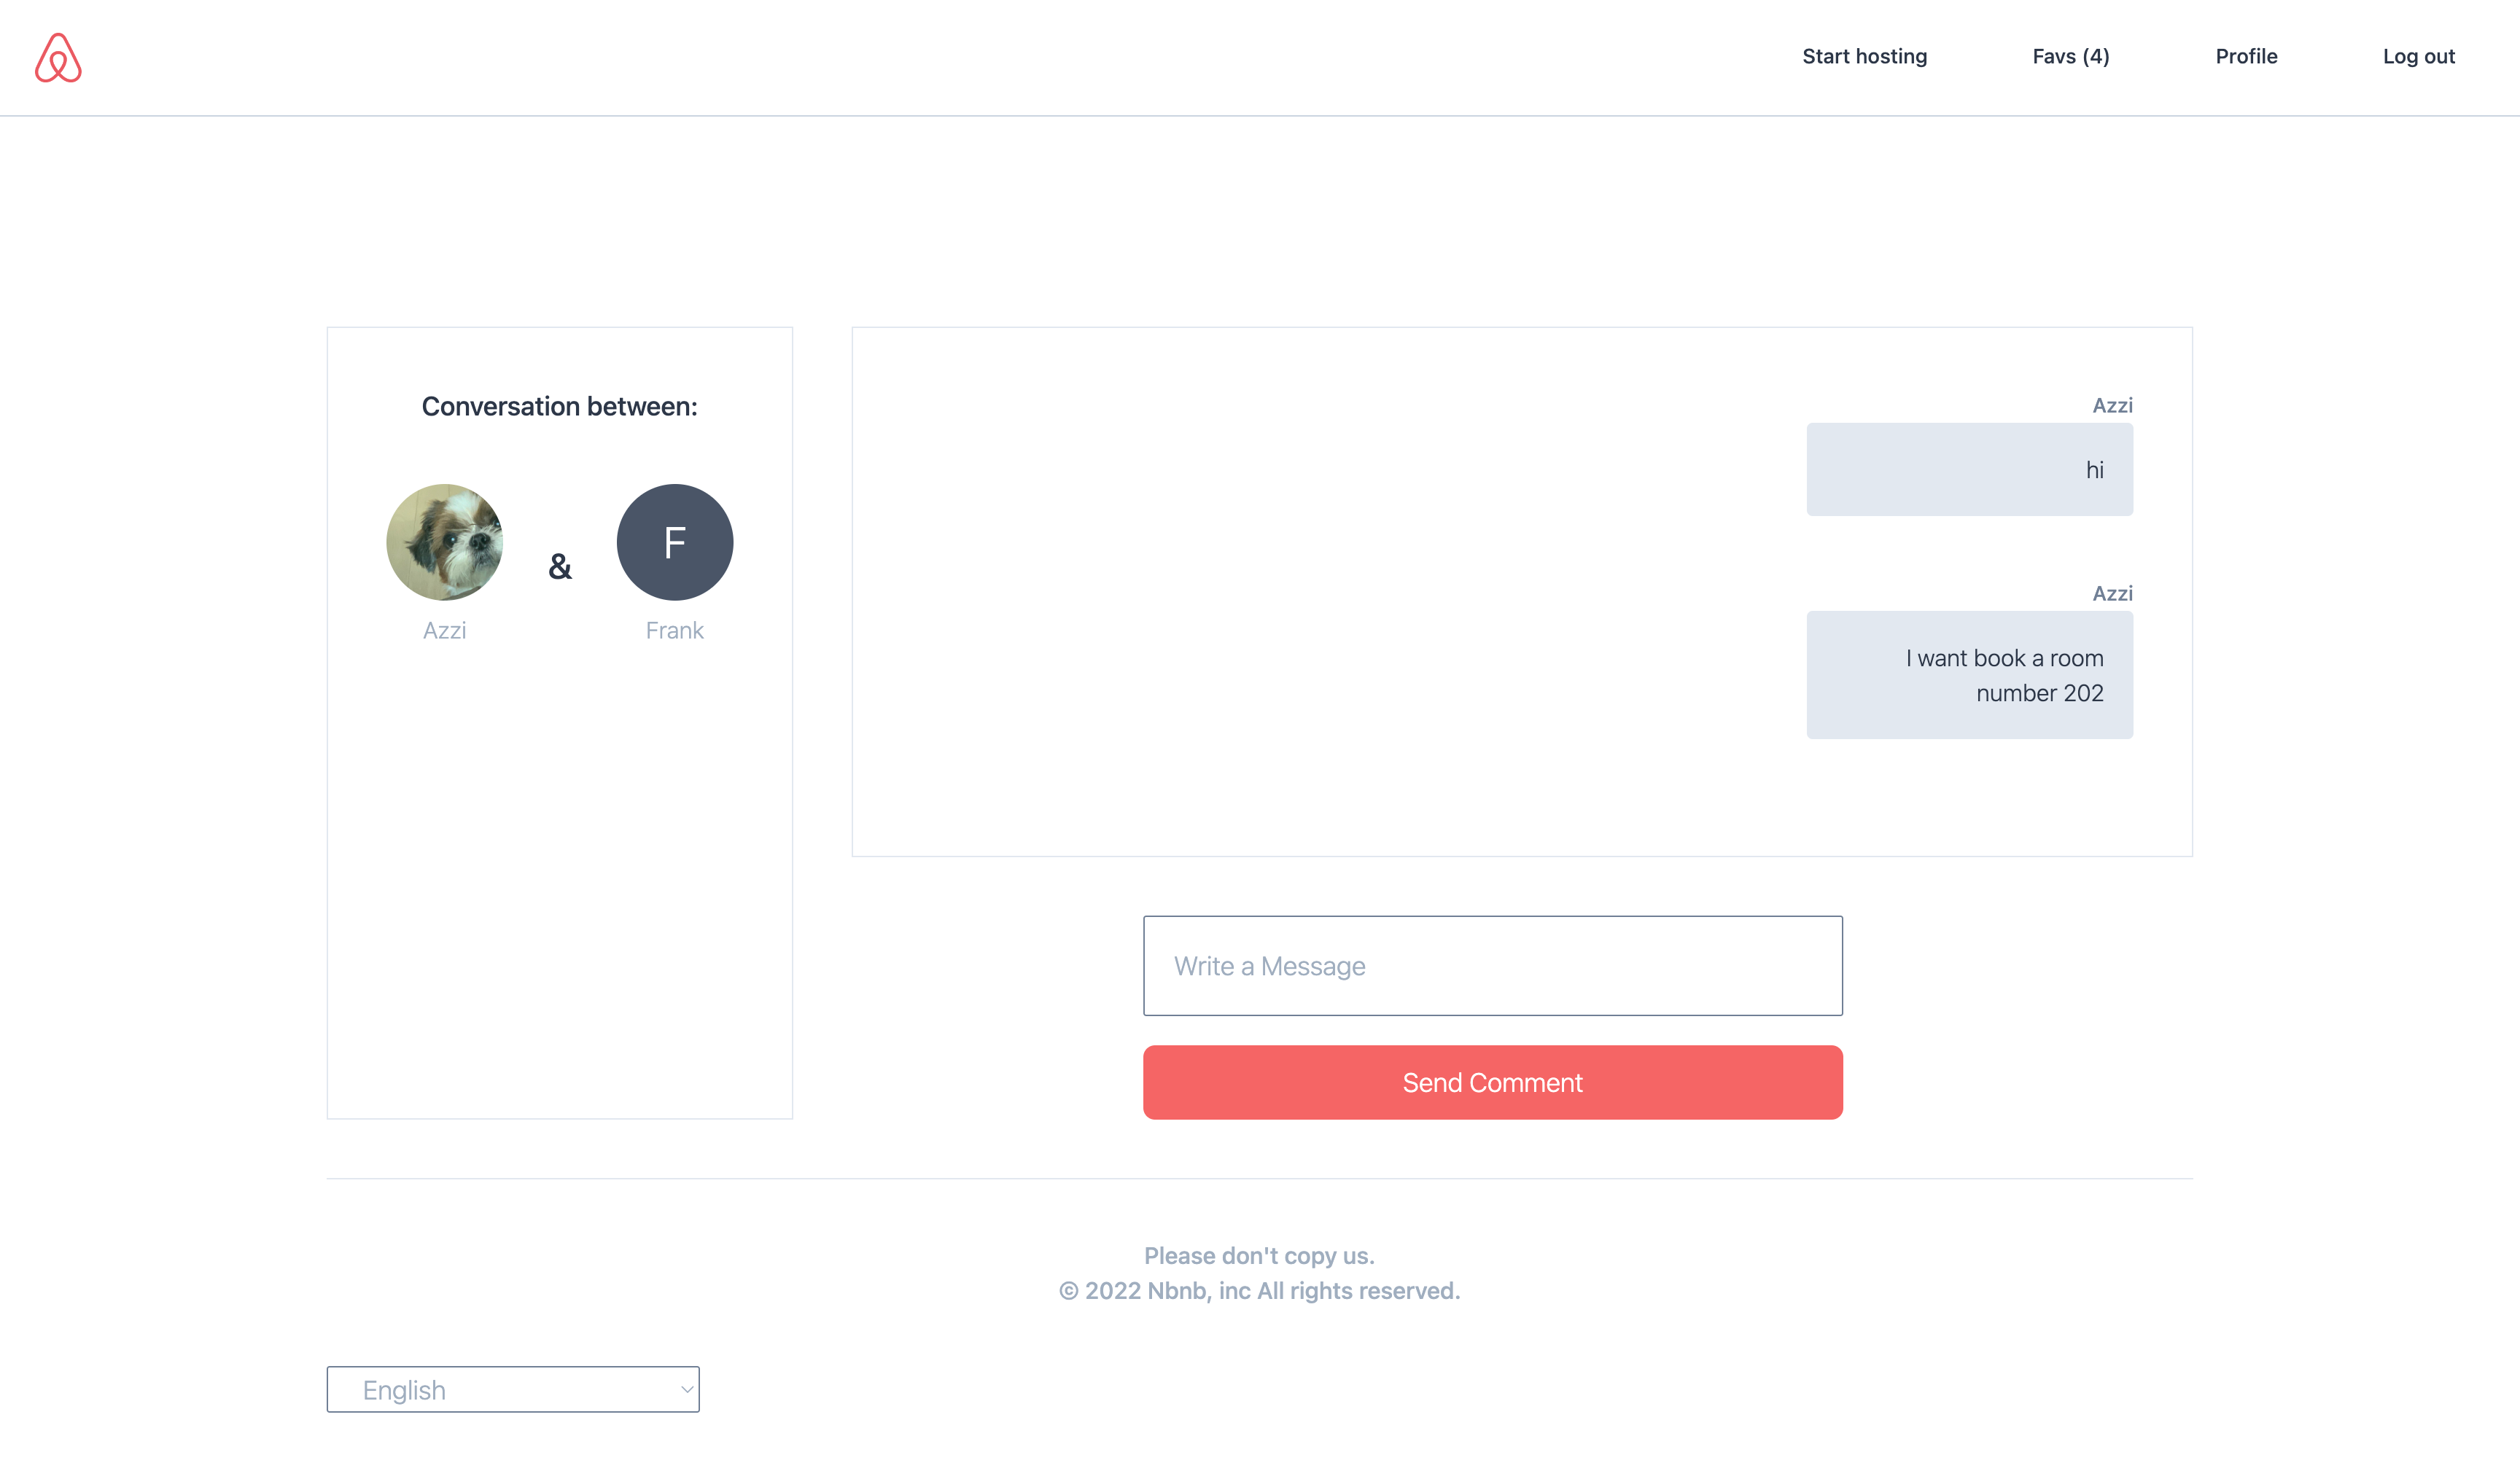 Start hosting
Favs (4)
Profile
Log out
Conversation between:
&
F
Azzi
Frank
Azzi
hi
Azzi
I want book a room
number 202
Write a Message
Send Comment
Please don't copy us.
© 2022 Nbnb, inc All rights reserved.
English